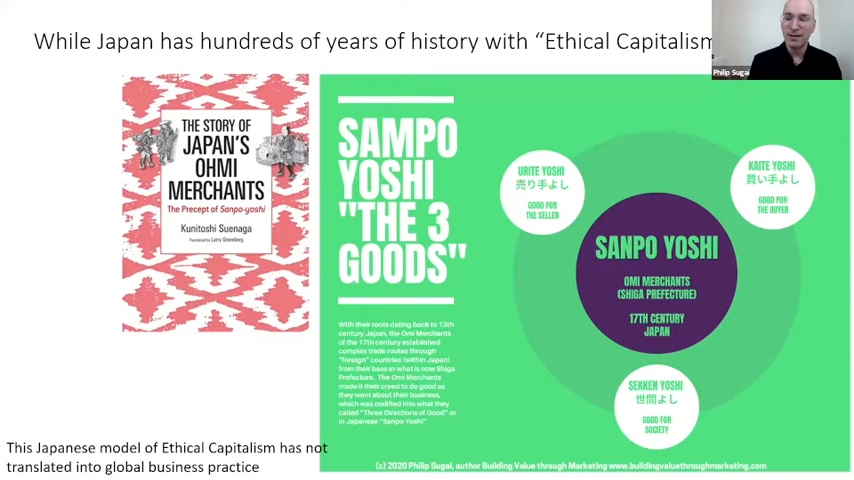 While Japan has hundreds of years of history with “Ethical Capitalism
Philip Sugai
THE STORY OF
JAPAN'S
OHMI
MERCHANTS
The Precept of Sanpo-yoshi
Kunitoshi Suenaga
Translated by Larry Greenberg
SAMPO
YOSHI
"THE 3
GOODS"
With their roots dating back to 13th
century Japan, the Omi Merchants
of the 17th century established
complex trade routes through
"foreign" countries (within Japan)
from their base in what is now Shiga
Prefecture. The Omi Merchants
made it their creed to do good as
they went about their business,
which was codified into what they
called "Three Directions of Good" or
in Japanese "Sanpo Yoshi"
URITE YOSHI
売り手よし
GOOD FOR
THE SELLER
KAITE YOSHI
買い手よし
GOOD FOR
THE BUYER
SANPO YOSHI
OMI MERCHANTS
(SHIGA PREFECTURE)
17TH CENTURY
JAPAN
SEKKEN YOSHI
世間よし
GOOD FOR
SOCIETY
This Japanese model of Ethical Capitalism has not
translated into global business practice
(c) 2020 Philip Sugai, author Building Value through Marketing www.buildingvaluethroughmarketing.com